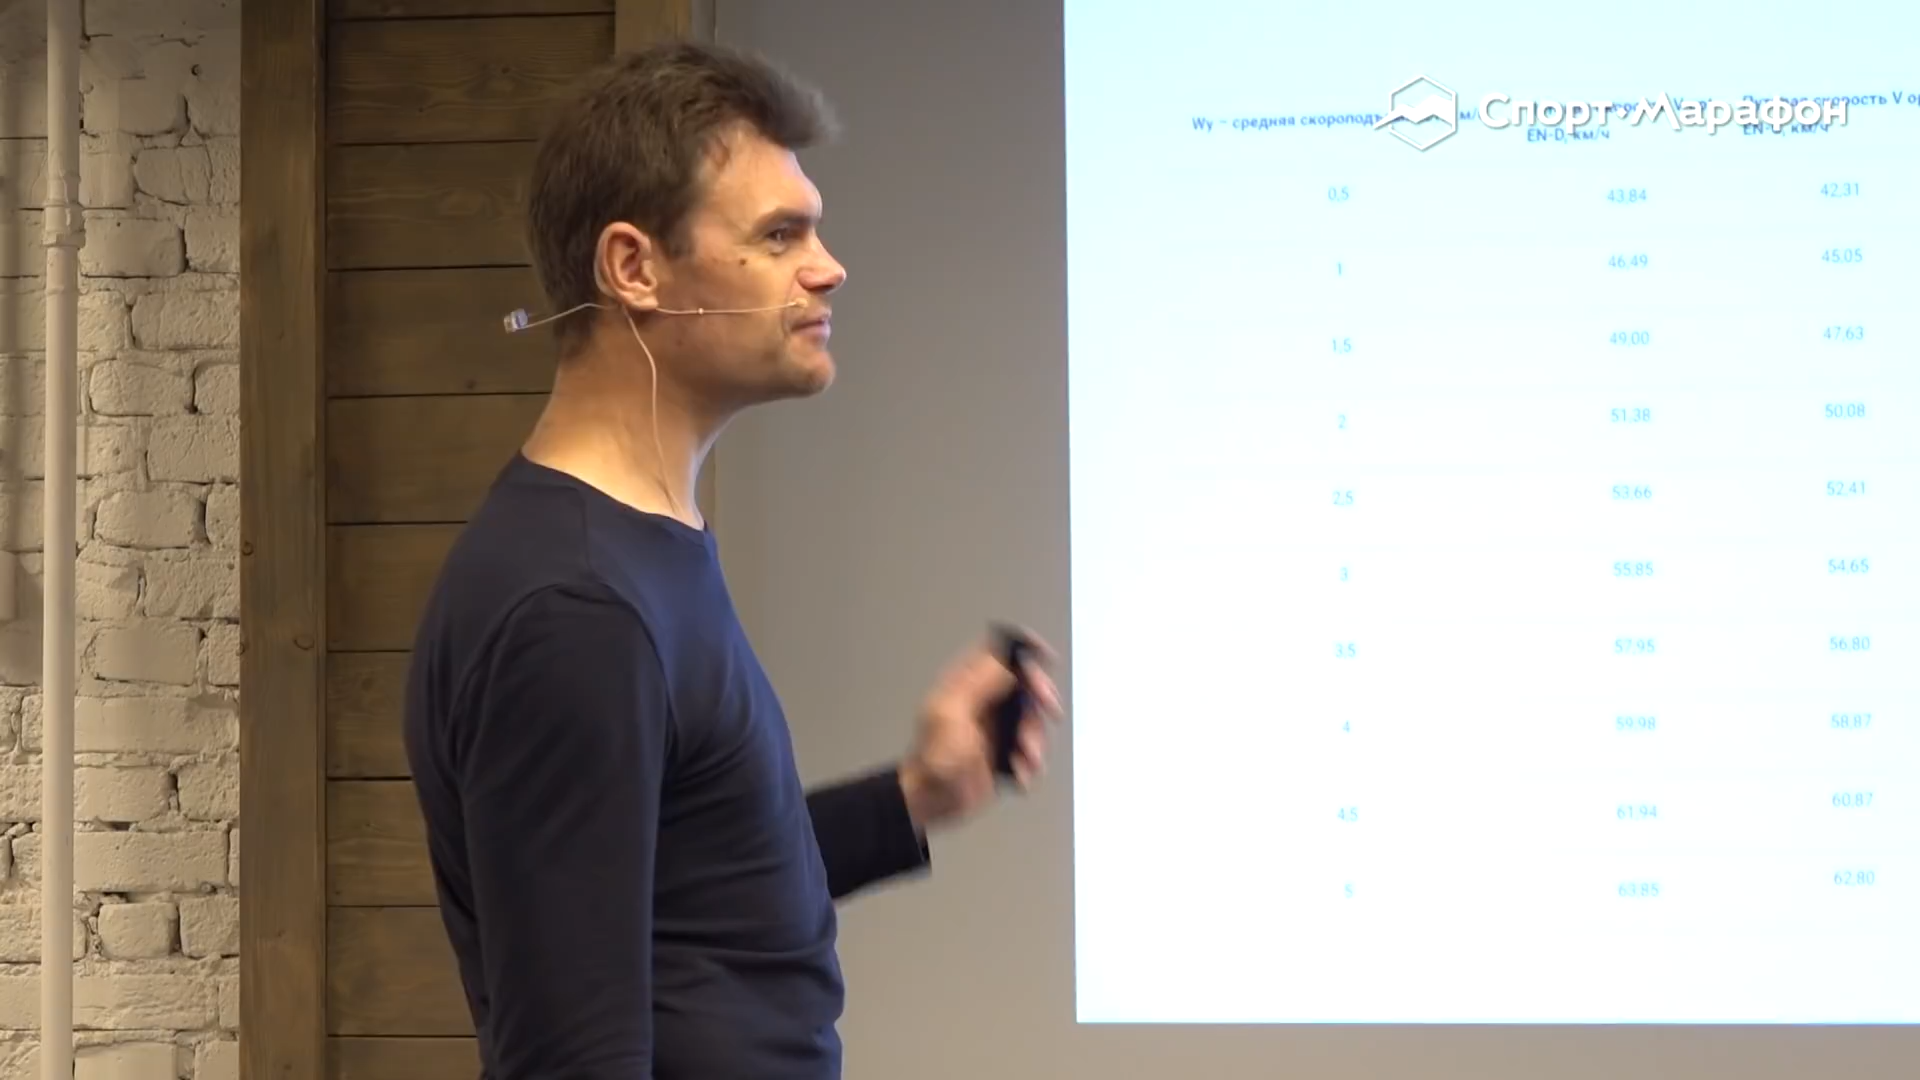 Спорт-Марафон
Wy – средняя
скорость V
EN-D, км/ч
EN-D, км/ч
0,5 43,84 42,31
1 46,49 45,05
1,5 49,00 47,63
2 51,38 50,08
2,5 53,66 52,41
3 55,85 54,65
3,5 57,95 56,80
4 59,98 58,87
4,5 61,94 60,87
5 63,85 62,80